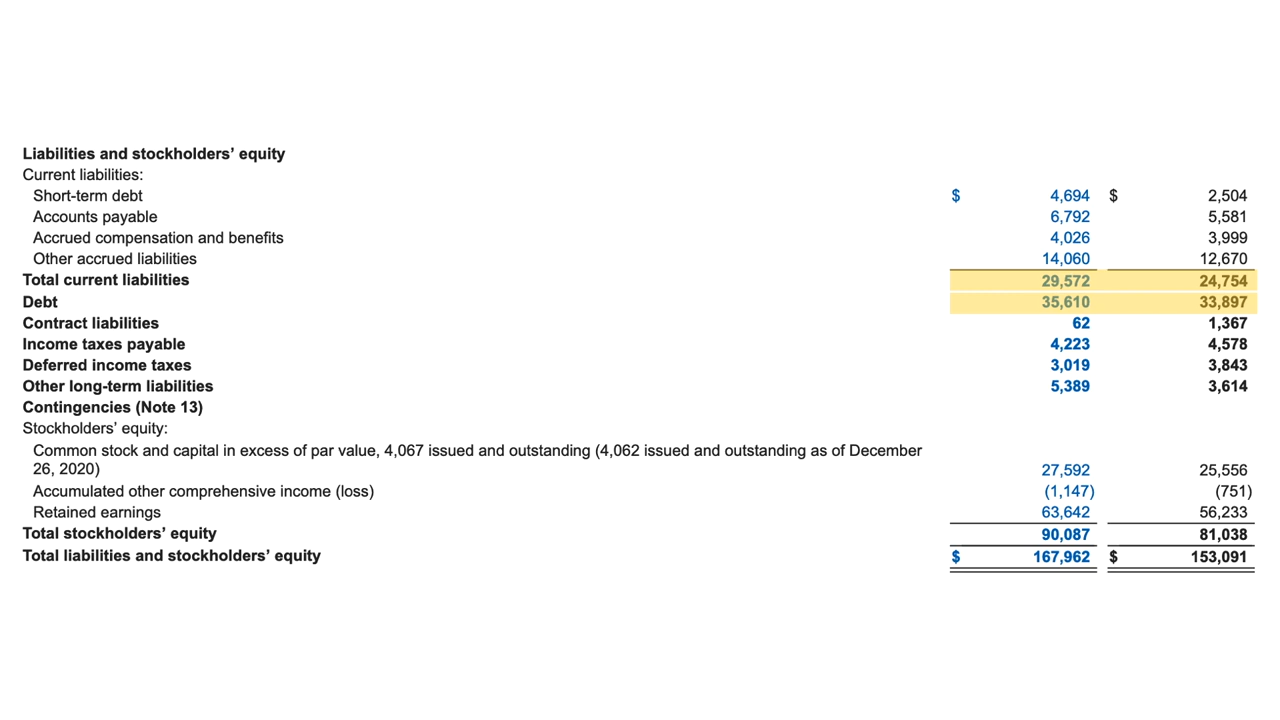 Liabilities and stockholders’ equity
Current liabilities:
Short-term debt $ 4,694 $ 2,504
Accounts payable 6,792 5,581
Accrued compensation and benefits 4,026 3,999
Other accrued liabilities 14,060 12,670
Total current liabilities 29,572 24,754
Debt 35,610 33,897
Contract liabilities 62 1,367
Income taxes payable 4,223 4,578
Deferred income taxes 3,019 3,843
Other long-term liabilities 5,389 3,614
Contingencies (Note 13)
Stockholders’ equity:
Common stock and capital in excess of par value, 4,067 issued and outstanding (4,062 issued and outstanding as of December
26, 2020) 27,592 25,556
Accumulated other comprehensive income (loss) (1,147) (751)
Retained earnings 63,642 56,233
Total stockholders’ equity 90,087 81,038
Total liabilities and stockholders’ equity $ 167,962 $ 153,091